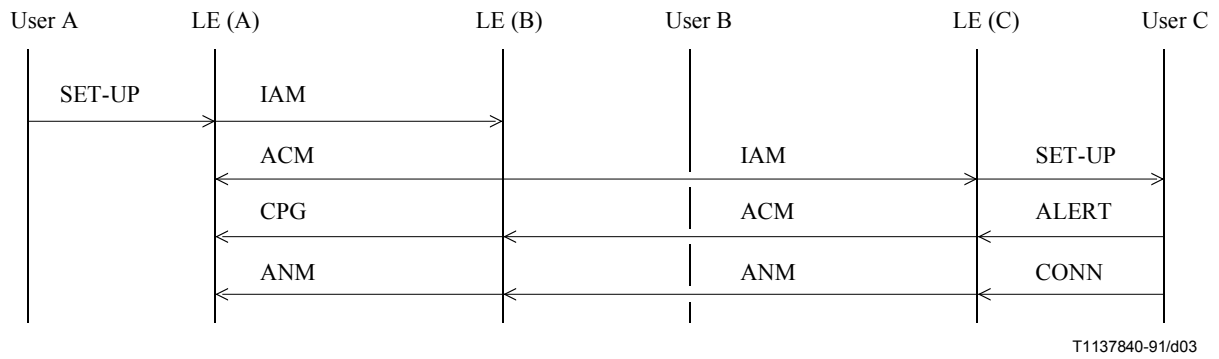 User A LE (A) LE (B) User B LE (C) User C
SET-UP IAM
ACM IAM SET-UP
CPG ACM ALERT
ANM ANM CONN
T1137840-91/d03